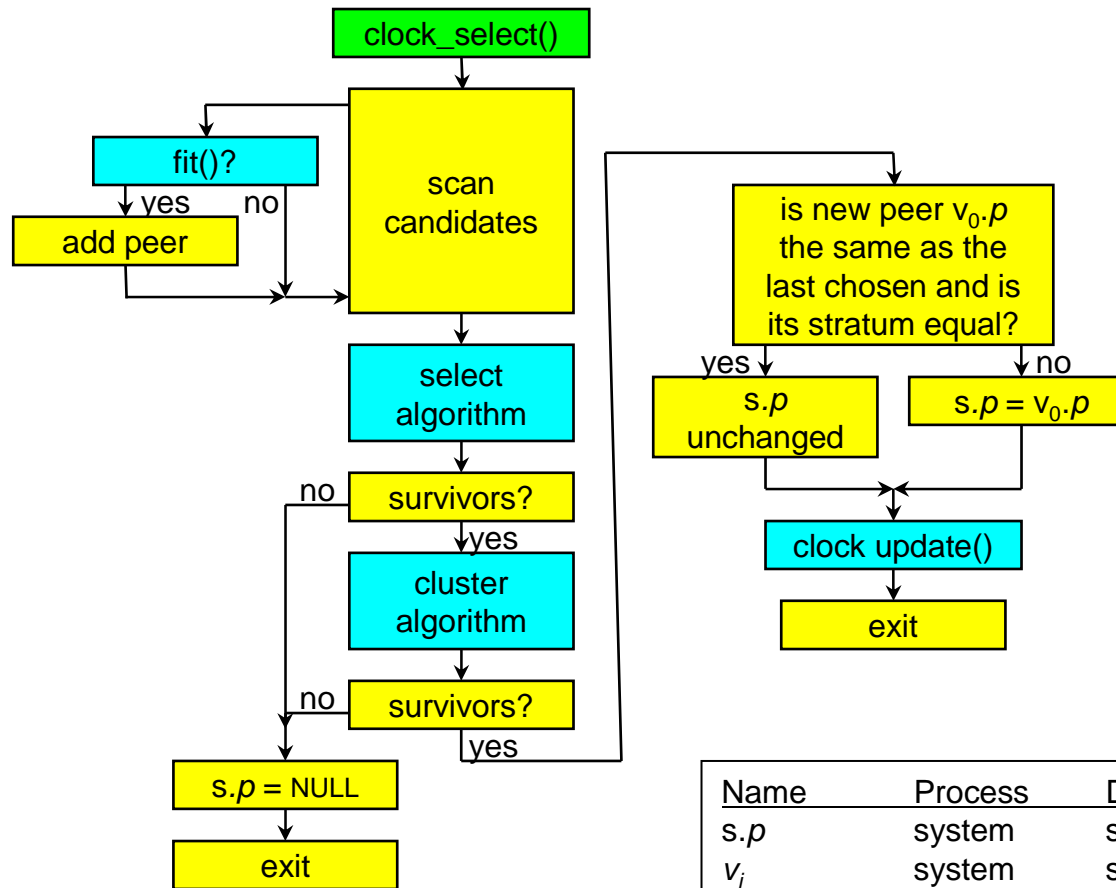 clock_select()
scan
candidates
fit()?
yes
no
add peer
select
algorithm
no
survivors?
yes
cluster
algorithm
no
survivors?
yes
s.p = NULL
exit
is new peer v₀.p
the same as the
last chosen and is
its stratum equal?
yes
no
s.p
unchanged
s.p = v₀.p
clock update()
exit
Name Process
s.p system
vᵢ system